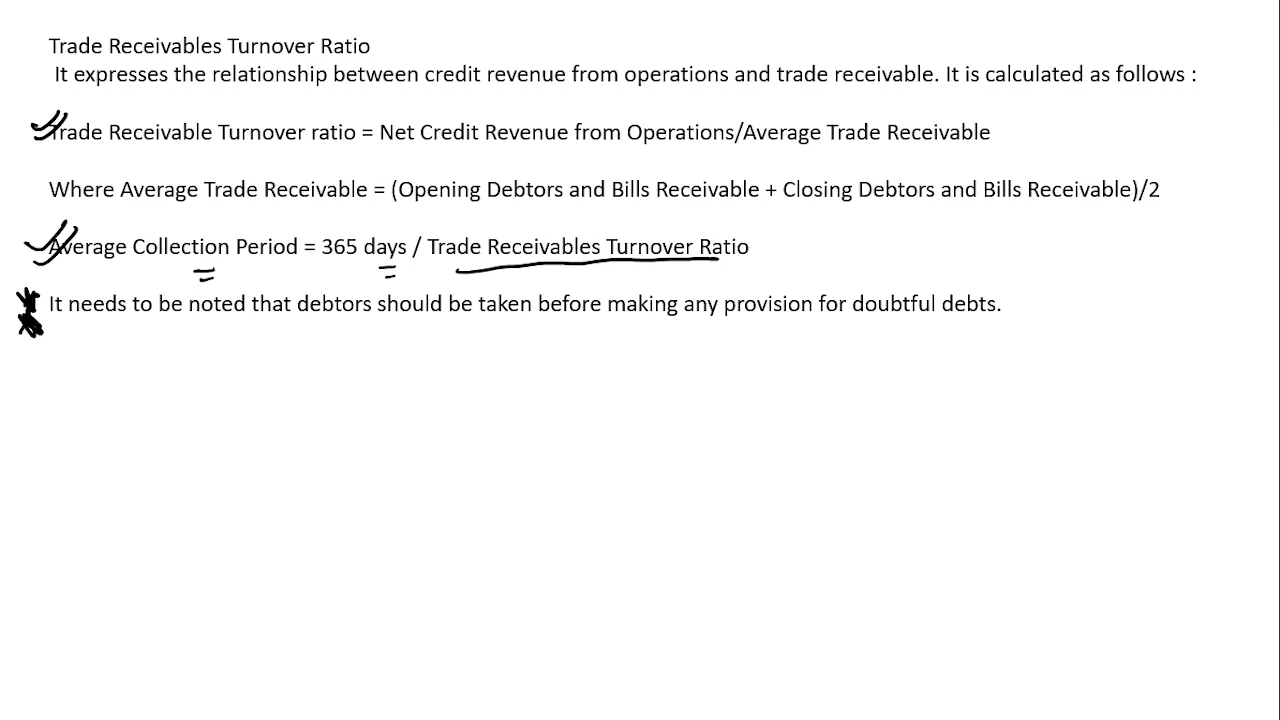 Trade Receivables Turnover Ratio
It expresses the relationship between credit revenue from operations and trade receivable. It is calculated as follows :
Trade Receivable Turnover ratio = Net Credit Revenue from Operations/Average Trade Receivable
Where Average Trade Receivable = (Opening Debtors and Bills Receivable + Closing Debtors and Bills Receivable)/2
Average Collection Period = 365 days / Trade Receivables Turnover Ratio
It needs to be noted that debtors should be taken before making any provision for doubtful debts.